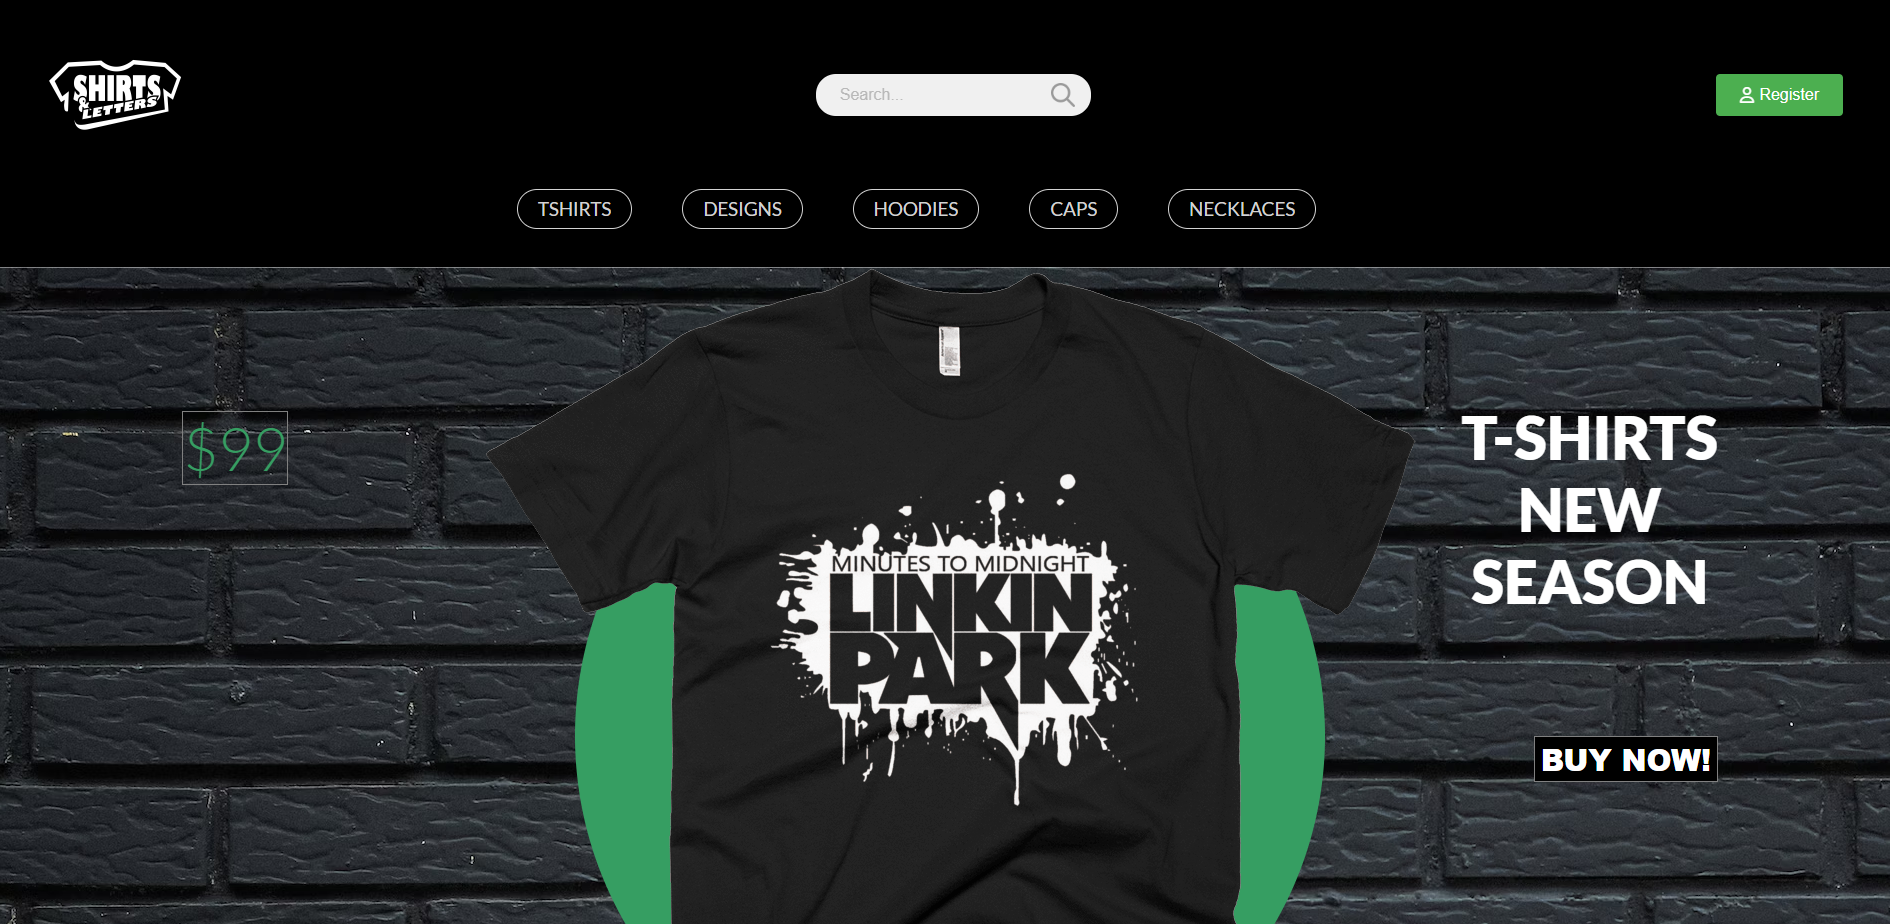 SHIRTS
& LETTERS
Search...
Register
TSHIRTS
DESIGNS
HOODIES
CAPS
NECKLACES
$99
MINUTES TO MIDNIGHT
LINKIN
PARK
T-SHIRTS
NEW
SEASON
BUY NOW!